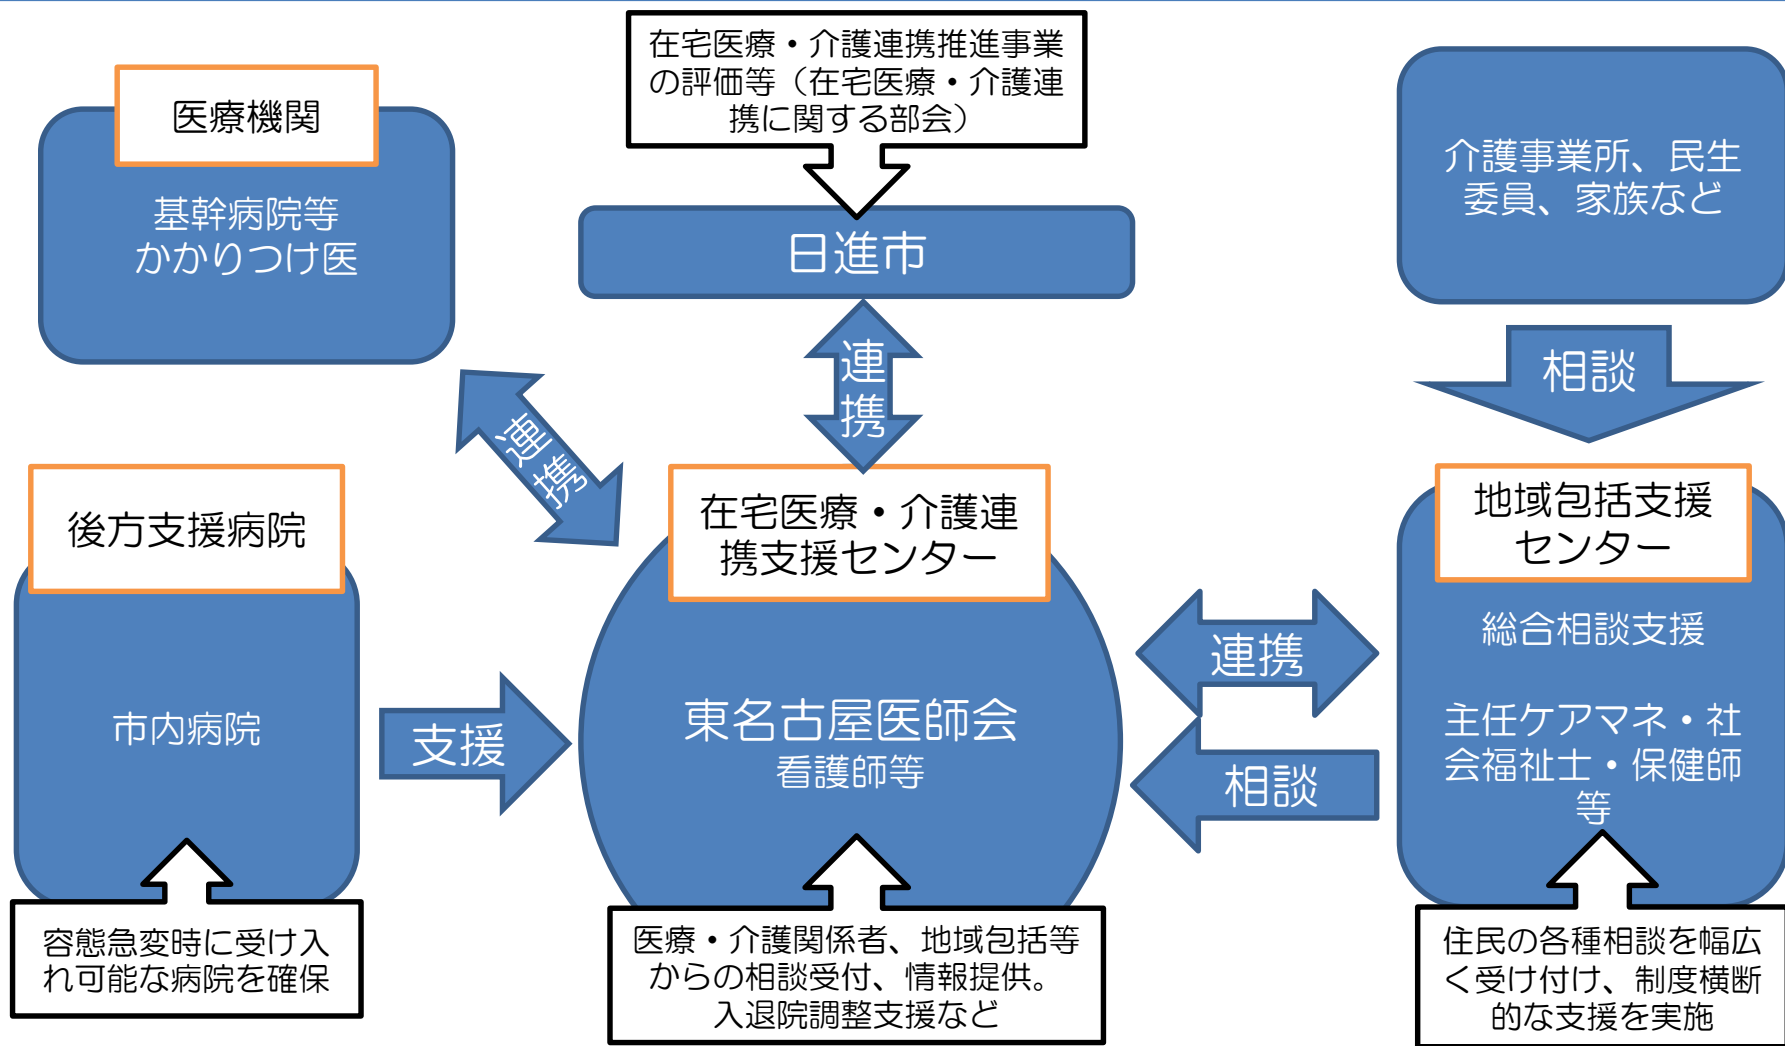 在宅医療・介護連携推進事業
の評価等（在宅医療・介護連
携に関する部会）
医療機関
基幹病院等
かかりつけ医
日進市
介護事業所、民生
委員、家族など
連
携
連
携
相談
後方支援病院
市内病院
在宅医療・介護連
携支援センター
地域包括支援
センター
総合相談支援
主任ケアマネ・社
会福祉士・保健師
等
支援
東名古屋医師会
看護師等
連携
相談
容態急変時に受け入
れ可能な病院を確保
医療・介護関係者、地域包括等
からの相談受付、情報提供。
入退院調整支援など
住民の各種相談を幅広
く受け付け、制度横断
的な支援を実施